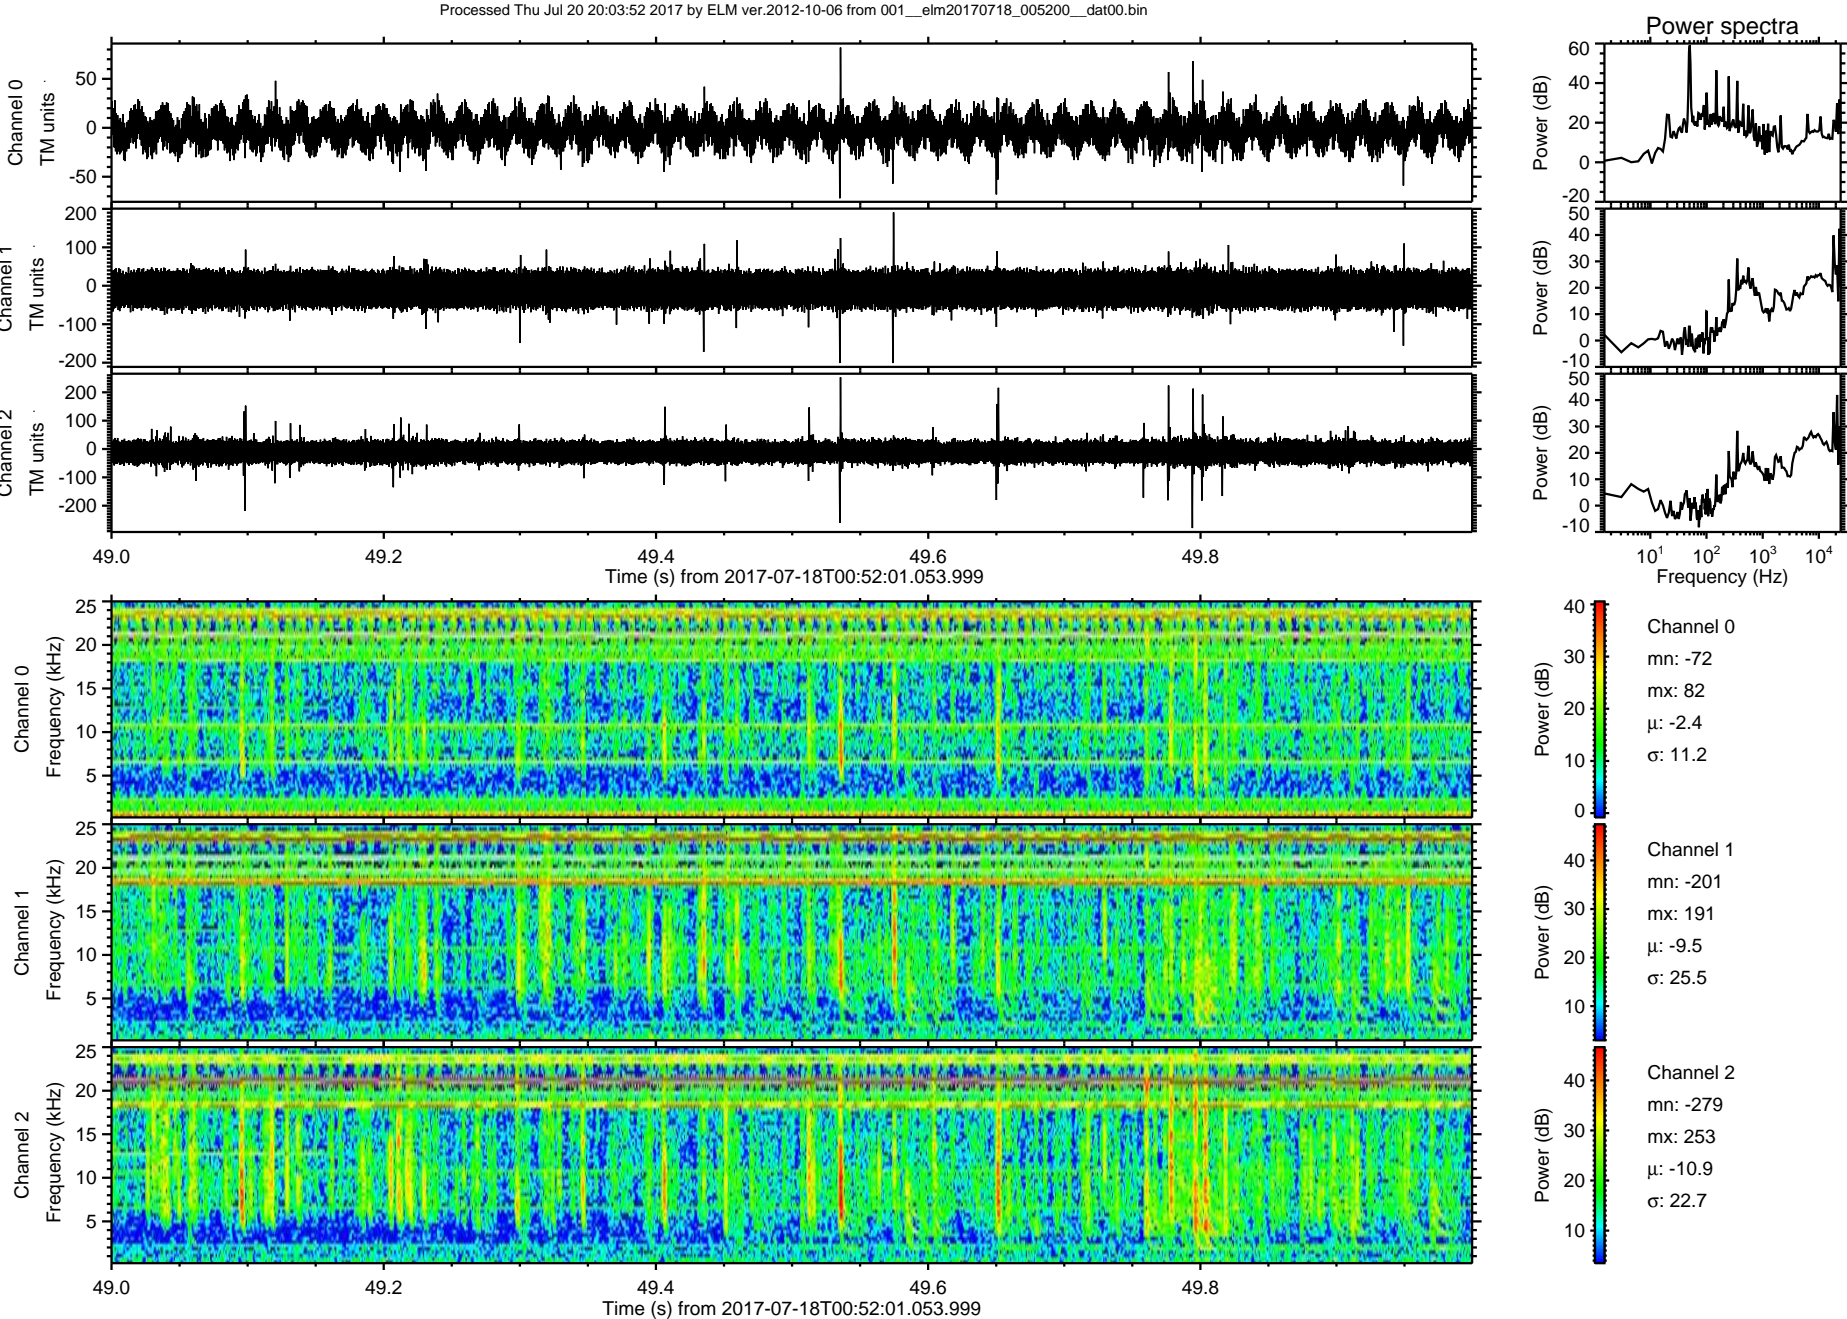 Processed Thu Jul 20 20:03:52 2017 by ELM ver.2012-10-06 from 001__elm20170718_005200__dat00.bin
Power spectra
Channel 0
TM units
50
0
-50
Power (dB)
60
40
20
0
-20
Channel 1
TM units
200
100
0
-100
-200
Power (dB)
50
40
30
20
10
0
-10
Channel 2
TM units
200
100
0
-100
-200
Power (dB)
50
40
30
20
10
0
-10
49.0 49.2 49.4 49.6 49.8
Time (s) from 2017-07-18T00:52:01.053.999
10¹ 10² 10³ 10⁴
Frequency (Hz)
Channel 0
Frequency (kHz)
25
20
15
10
5
Power (dB)
40
30
20
10
0
Channel 0
mn: -72
mx: 82
μ: -2.4
σ: 11.2
Channel 1
Frequency (kHz)
25
20
15
10
5
Power (dB)
40
30
20
10
Channel 1
mn: -201
mx: 191
μ: -9.5
σ: 25.5
Channel 2
Frequency (kHz)
25
20
15
10
5
Power (dB)
40
30
20
10
Channel 2
mn: -279
mx: 253
μ: -10.9
σ: 22.7
49.0 49.2 49.4 49.6 49.8
Time (s) from 2017-07-18T00:52:01.053.999